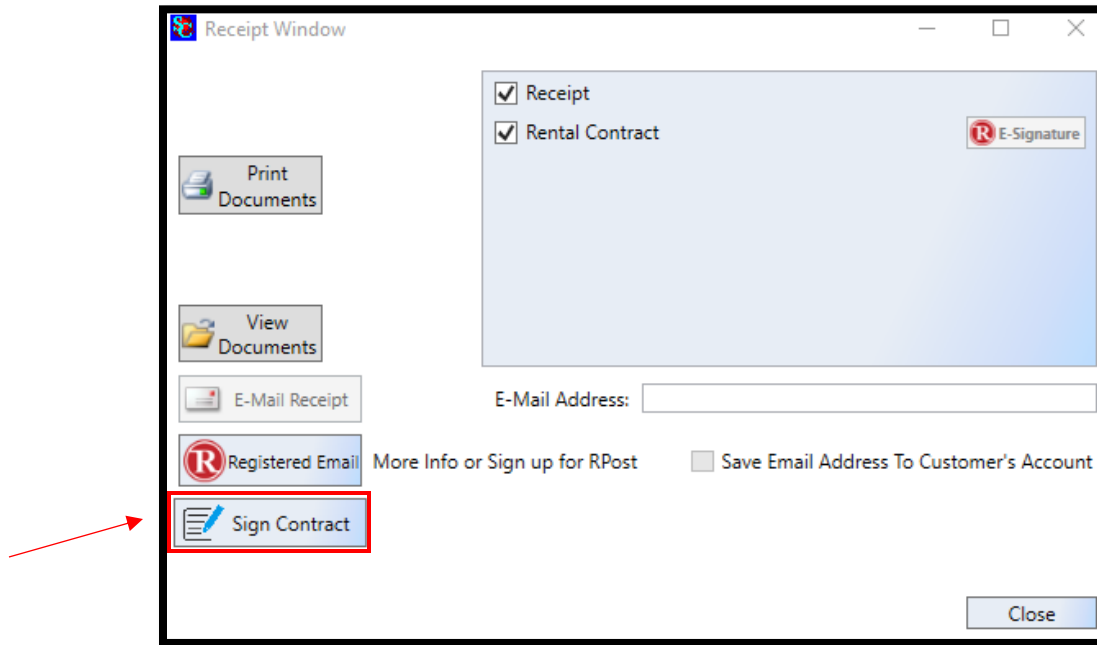 Receipt Window
Receipt
Rental Contract
R E-Signature
Print
Documents
View
Documents
E-Mail Receipt
E-Mail Address:
R Registered Email
More Info or Sign up for RPost
Save Email Address To Customer's Account
Sign Contract
Close